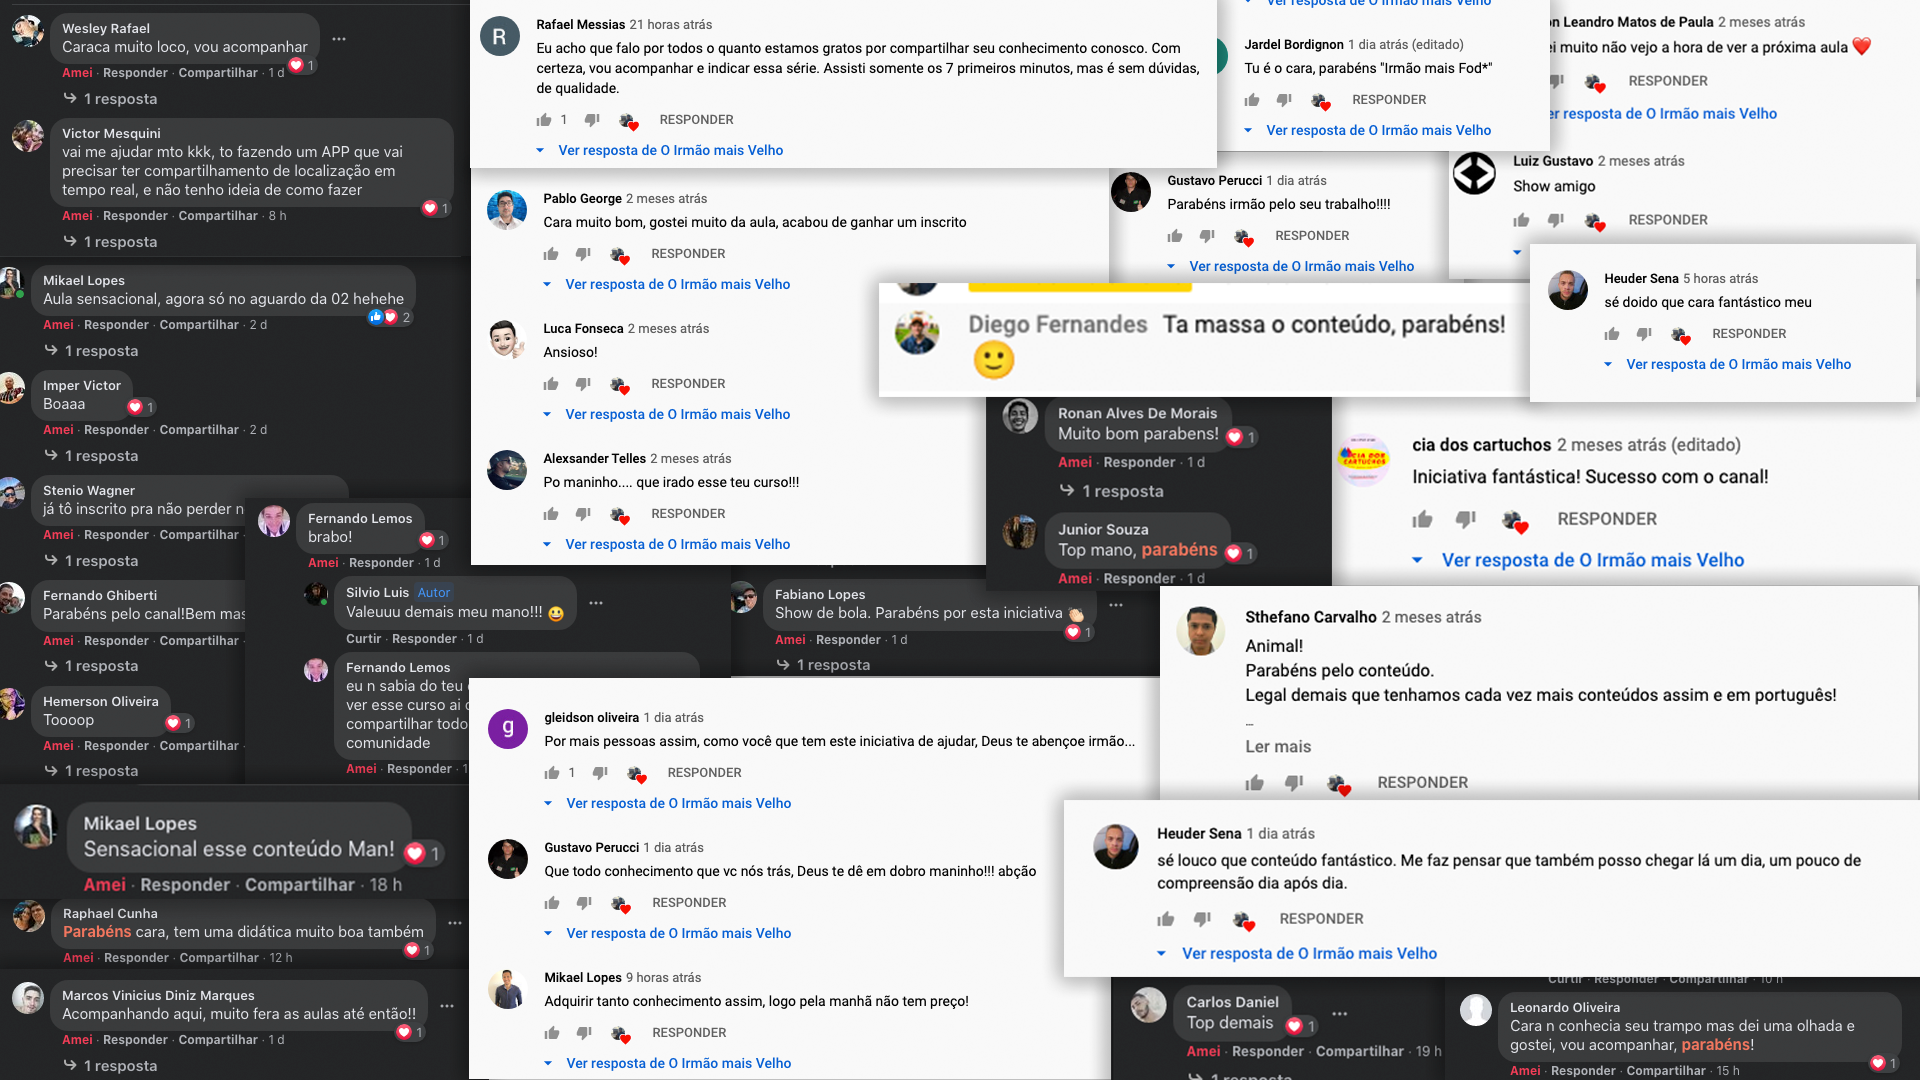 Wesley Rafael
Caraca muito loco, vou acompanhar
Amei · Responder · Compartilhar · 1 d
1
1 resposta
Victor Mesquini
vai me ajudar mto kkk, to fazendo um APP que vai
precisar ter compartilhamento de localização em
tempo real, e não tenho ideia de como fazer
Amei · Responder · Compartilhar · 8 h
1
1 resposta
Mikael Lopes
Aula sensacional, agora só no aguardo da 02 hehehe
Amei · Responder · Compartilhar · 2 d
2
1 resposta
Imper Victor
Boaaa
1
Amei · Responder · Compartilhar · 2 d
1 resposta
Stenio Wagner
já tô inscrito pra não perder
Amei · Responder · Compartilhar ·
1 resposta
Fernando Ghiberti
Parabéns pelo canal!Bem mas
Amei · Responder · Compartilhar ·
1 resposta
Hemerson Oliveira
Toooop
1
Amei · Responder · Compartilhar ·
1 resposta
Fernando Lemos
brabo!
1
Amei · Responder · 1 d
Silvio Luis Autor
Valeuuu demais meu mano!!! 😃
Curtir · Responder · 1 d
Fernando Lemos
eu n sabia do teu
ver esse curso ai
compartilhar todo
comunidade
Amei · Responder · 1
Mikael Lopes
Sensacional esse conteúdo Man!
1
Amei · Responder · Compartilhar · 18 h
Raphael Cunha
Parabéns cara, tem uma didática muito boa também
1
Amei · Responder · Compartilhar · 12 h
Marcos Vinicius Diniz Marques
Acompanhando aqui, muito fera as aulas até então!!
1
Amei · Responder · Compartilhar · 1 d
1 resposta
R
Rafael Messias 21 horas atrás
Eu acho que falo por todos o quanto estamos gratos por compartilhar seu conhecimento conosco. Com
certeza, vou acompanhar e indicar essa série. Assisti somente os 7 primeiros minutos, mas é sem dúvidas,
de qualidade.
1 RESPONDER
Ver resposta de O Irmão mais Velho
Pablo George 2 meses atrás
Cara muito bom, gostei muito da aula, acabou de ganhar um inscrito
RESPONDER
Ver resposta de O Irmão mais Velho
Luca Fonseca 2 meses atrás
Ansioso!
RESPONDER
Ver resposta de O Irmão mais Velho
Alexsander Telles 2 meses atrás
Po maninho.... que irado esse teu curso!!!
RESPONDER
Ver resposta de O Irmão mais Velho
Ver resposta de O Irmão mais Velho
Jardel Bordignon 1 dia atrás (editado)
Tu é o cara, parabéns "Irmão mais Fod*"
RESPONDER
Ver resposta de O Irmão mais Velho
Leandro Matos de Paula 2 meses atrás
muito não vejo a hora de ver a próxima aula ❤️
RESPONDER
resposta de O Irmão mais Velho
Gustavo Perucci 1 dia atrás
Parabéns irmão pelo seu trabalho!!!!
RESPONDER
Ver resposta de O Irmão mais Velho
Luiz Gustavo 2 meses atrás
Show amigo
RESPONDER
Heuder Sena 5 horas atrás
sé doido que cara fantástico meu
RESPONDER
Ver resposta de O Irmão mais Velho
Diego Fernandes Ta massa o conteúdo, parabéns!
🙂
Ronan Alves De Morais
Muito bom parabens!
1
Amei · Responder · 1 d
1 resposta
Junior Souza
Top mano, parabéns
1
Amei · Responder · 1 d
CIA DOS
CARTUCHOS
cia dos cartuchos 2 meses atrás (editado)
Iniciativa fantástica! Sucesso com o canal!
RESPONDER
Ver resposta de O Irmão mais Velho
Fabiano Lopes
Show de bola. Parabéns por esta iniciativa 👏🏻
1
Amei · Responder · 1 d
1 resposta
Sthefano Carvalho 2 meses atrás
Animal!
Parabéns pelo conteúdo.
Legal demais que tenhamos cada vez mais conteúdos assim e em português!
Ler mais
RESPONDER
g
gleidson oliveira 1 dia atrás
Por mais pessoas assim, como você que tem este iniciativa de ajudar, Deus te abençoe irmão...
1 RESPONDER
Ver resposta de O Irmão mais Velho
Gustavo Perucci 1 dia atrás
Que todo conhecimento que vc nós trás, Deus te dê em dobro maninho!!! abção
RESPONDER
Ver resposta de O Irmão mais Velho
Mikael Lopes 9 horas atrás
Adquirir tanto conhecimento assim, logo pela manhã não tem preço!
RESPONDER
Ver resposta de O Irmão mais Velho
Heuder Sena 1 dia atrás
sé louco que conteúdo fantástico. Me faz pensar que também posso chegar lá um dia, um pouco de
compreensão dia após dia.
RESPONDER
Ver resposta de O Irmão mais Velho
Carlos Daniel
Top demais
1
Amei · Responder · Compartilhar · 19 h
1 resposta
Curtir · Responder · Compartilhar · 10 h
Leonardo Oliveira
Cara n conhecia seu trampo mas dei uma olhada e
gostei, vou acompanhar, parabéns!
1
Amei · Responder · Compartilhar · 15 h